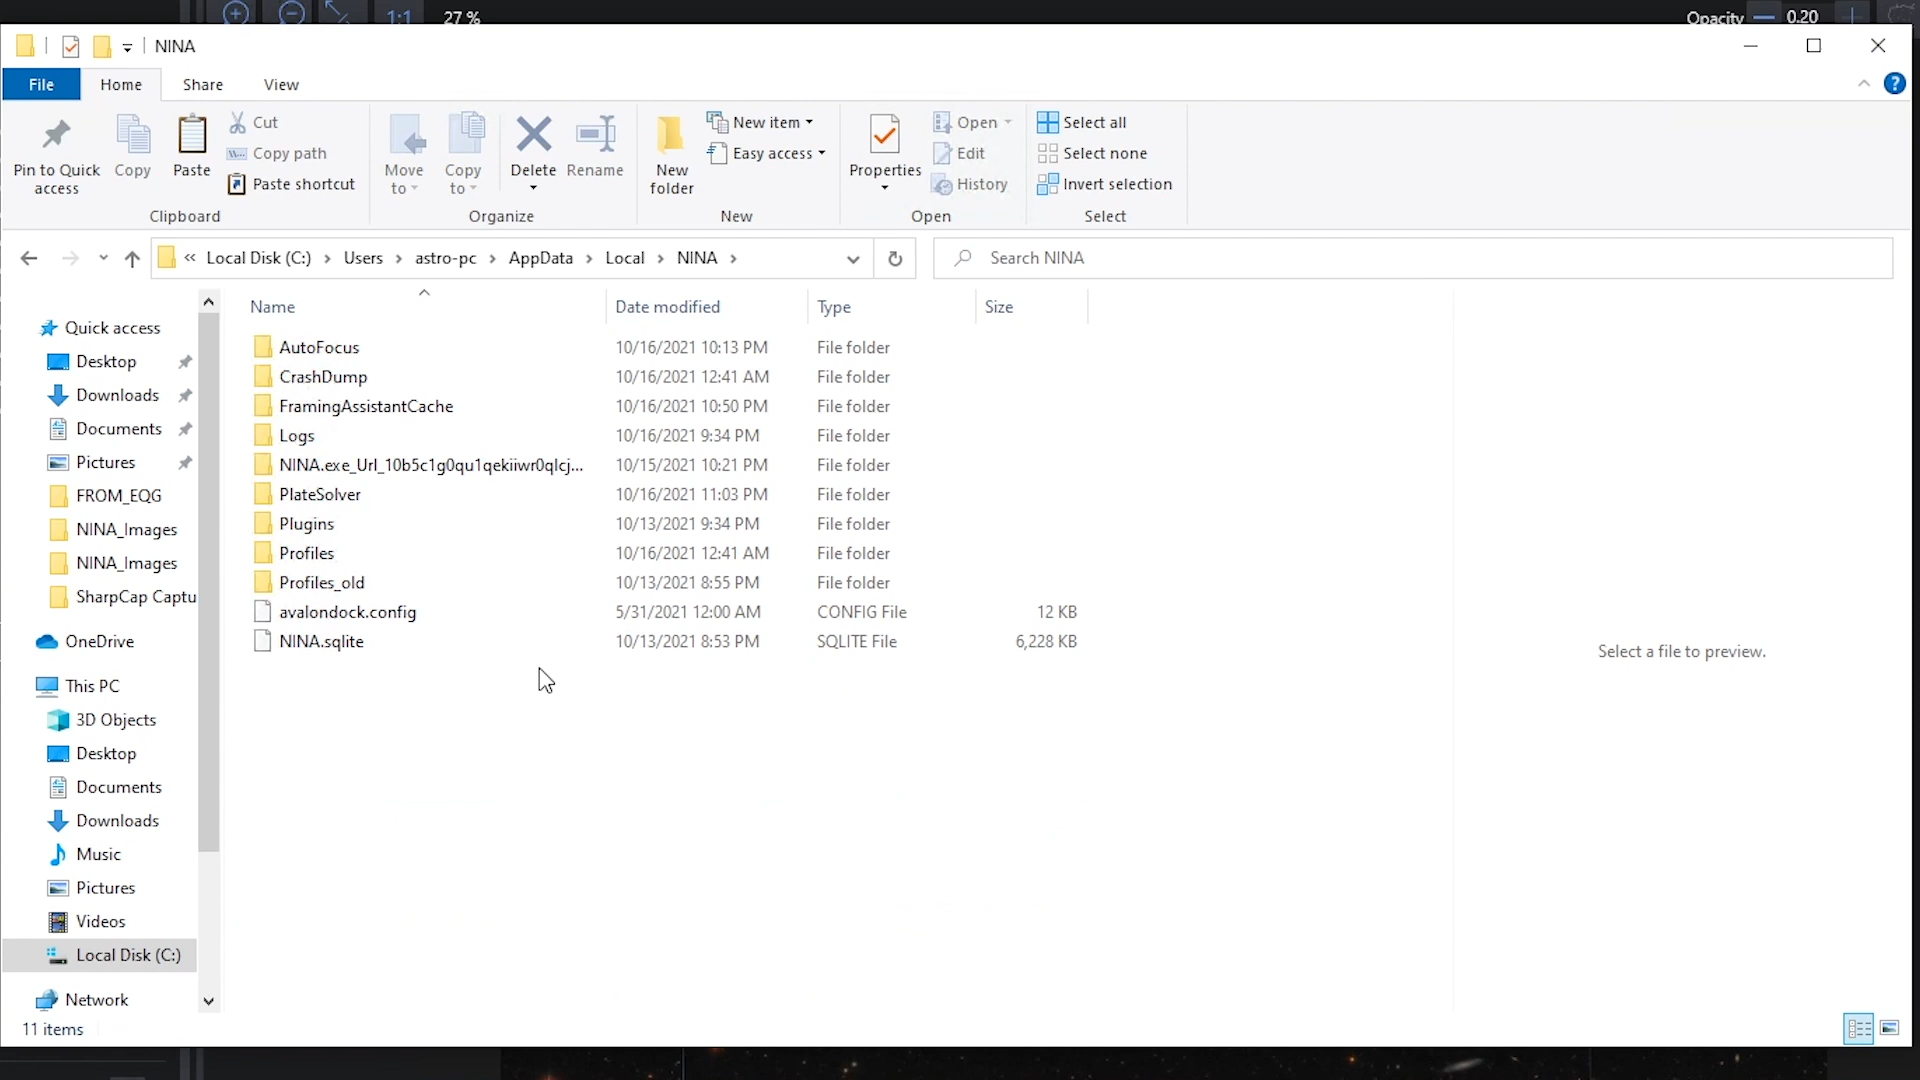 1:1 27 % Opacity 0.20
NINA
File Home Share View
Pin to Quick access
Copy
Paste
Cut
Copy path
Paste shortcut
Clipboard
Move to
Copy to
Delete
Rename
Organize
New folder
New item
Easy access
New
Properties
Open
Edit
History
Open
Select all
Select none
Invert selection
Select
« Local Disk (C:) › Users › astro-pc › AppData › Local › NINA ›
Search NINA
Name Date modified Type Size
Quick access
Desktop
Downloads
Documents
Pictures
FROM_EQG
NINA_Images
NINA_Images
SharpCap Captu
OneDrive
This PC
3D Objects
Desktop
Documents
Downloads
Music
Pictures
Videos
Local Disk (C:)
Network
AutoFocus 10/16/2021 10:13 PM File folder
CrashDump 10/16/2021 12:41 AM File folder
FramingAssistantCache 10/16/2021 10:50 PM File folder
Logs 10/16/2021 9:34 PM File folder
NINA.exe_Url_10b5c1g0qu1qekiiwr0qlcj... 10/15/2021 10:21 PM File folder
PlateSolver 10/16/2021 11:03 PM File folder
Plugins 10/13/2021 9:34 PM File folder
Profiles 10/16/2021 12:41 AM File folder
Profiles_old 10/13/2021 8:55 PM File folder
avalondock.config 5/31/2021 12:00 AM CONFIG File 12 KB
NINA.sqlite 10/13/2021 8:53 PM SQLITE File 6,228 KB
Select a file to preview.
11 items